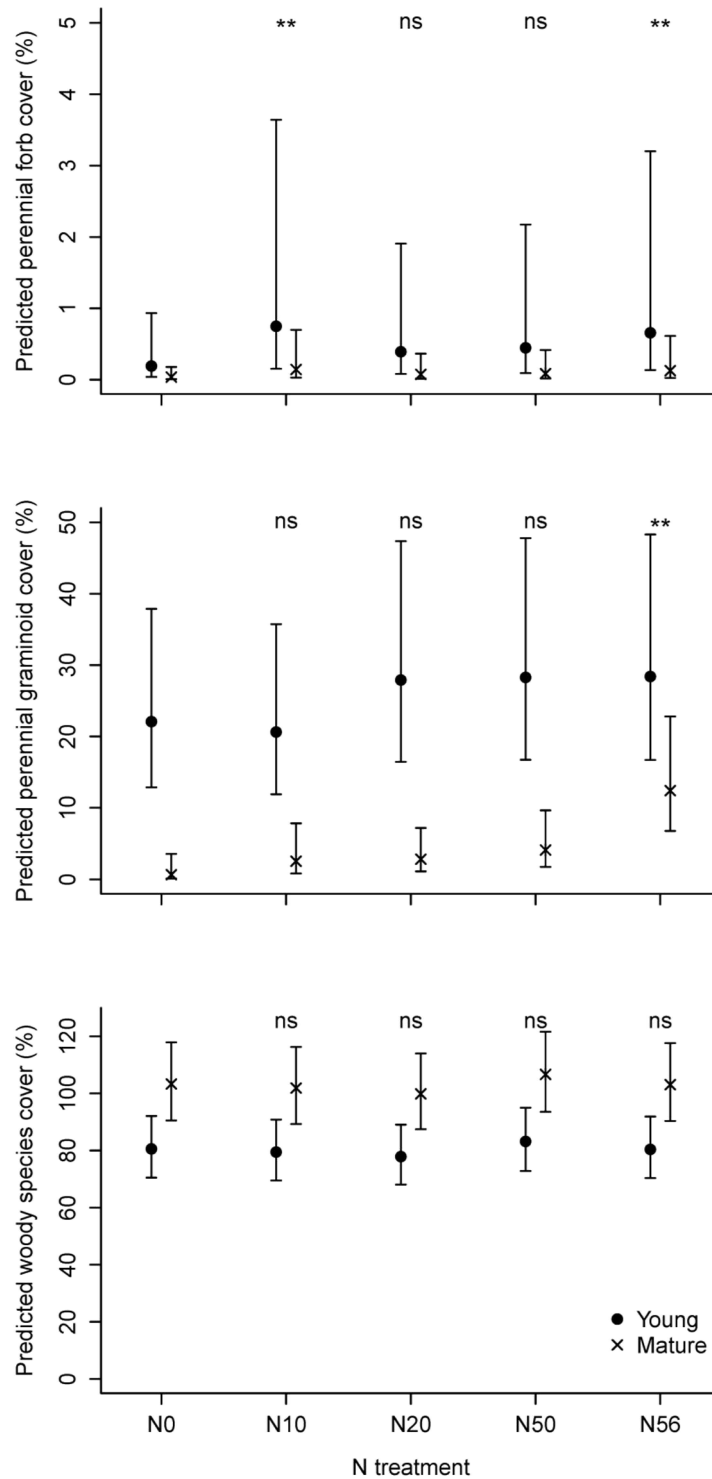 Predicted perennial forb cover (%)
5
4
3
2
1
0
** ns ns **
Predicted perennial graminoid cover (%)
50
40
30
20
10
0
ns ns ns **
Predicted woody species cover (%)
120
100
80
60
40
20
0
ns ns ns ns
Young
Mature
N0 N10 N20 N50 N56
N treatment